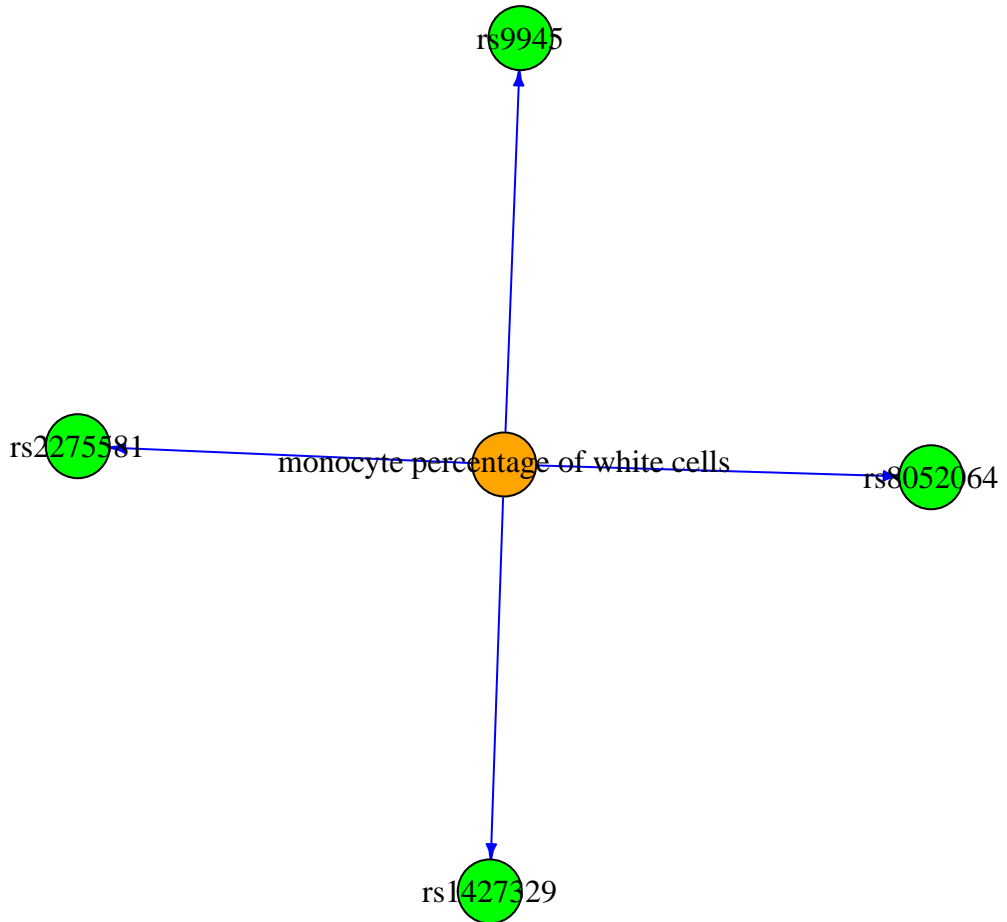 rs9945
rs2275581
monocyte percentage of white cells
rs8052064
rs1427329